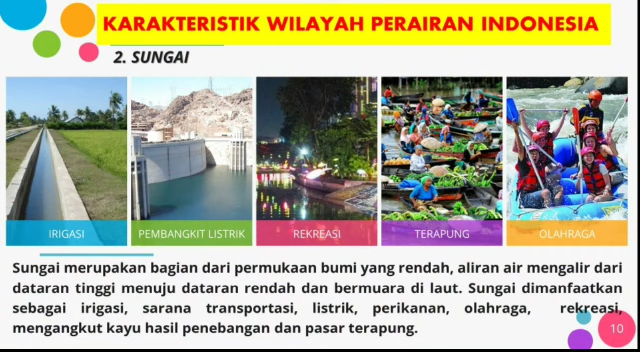 KARAKTERISTIK WILAYAH PERAIRAN INDONESIA
2. SUNGAI
IRIGASI
PEMBANGKIT LISTRIK
REKREASI
TERAPUNG
OLAHRAGA
Sungai merupakan bagian dari permukaan bumi yang rendah, aliran air mengalir dari
dataran tinggi menuju dataran rendah dan bermuara di laut. Sungai dimanfaatkan
sebagai irigasi, sarana transportasi, listrik, perikanan, olahraga, rekreasi,
mengangkut kayu hasil penebangan dan pasar terapung.
10